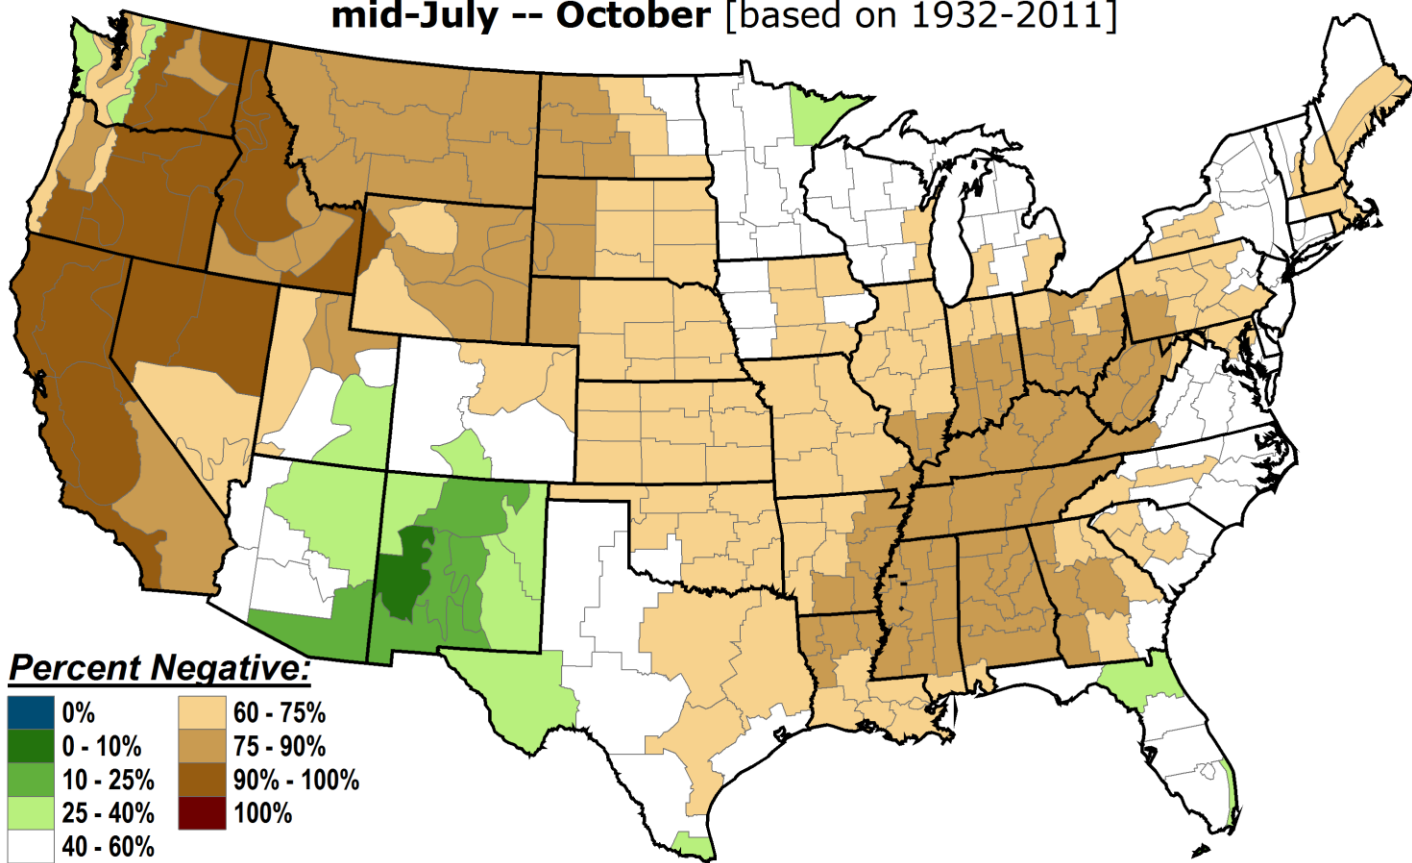 mid-July -- October [based on 1932-2011]
Percent Negative:
0%
0 - 10%
10 - 25%
25 - 40%
40 - 60%
60 - 75%
75 - 90%
90% - 100%
100%